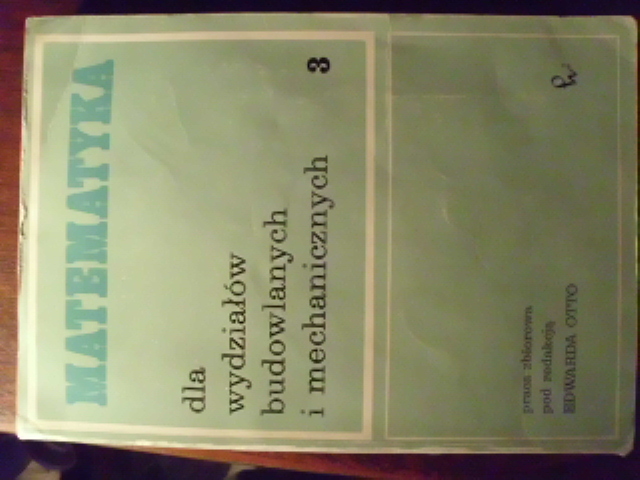 MATEMATYKA
dla
wydziałów
budowlanych
i mechanicznych
3
praca zbiorowa
pod redakcją
EDWARDA OTTO